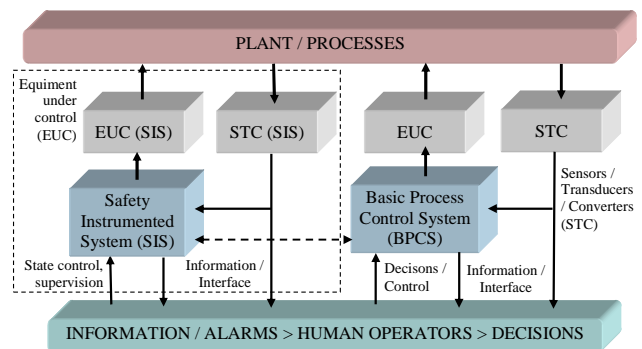 PLANT / PROCESSES
Equiment
under
control
(EUC)
EUC (SIS)
STC (SIS)
EUC
STC
Safety
Instrumented
System (SIS)
Basic Process
Control System
(BPCS)
Sensors /
Transducers
/ Converters
(STC)
State control,
supervision
Information /
Interface
Decisons /
Control
Information /
Interface
INFORMATION / ALARMS > HUMAN OPERATORS > DECISIONS